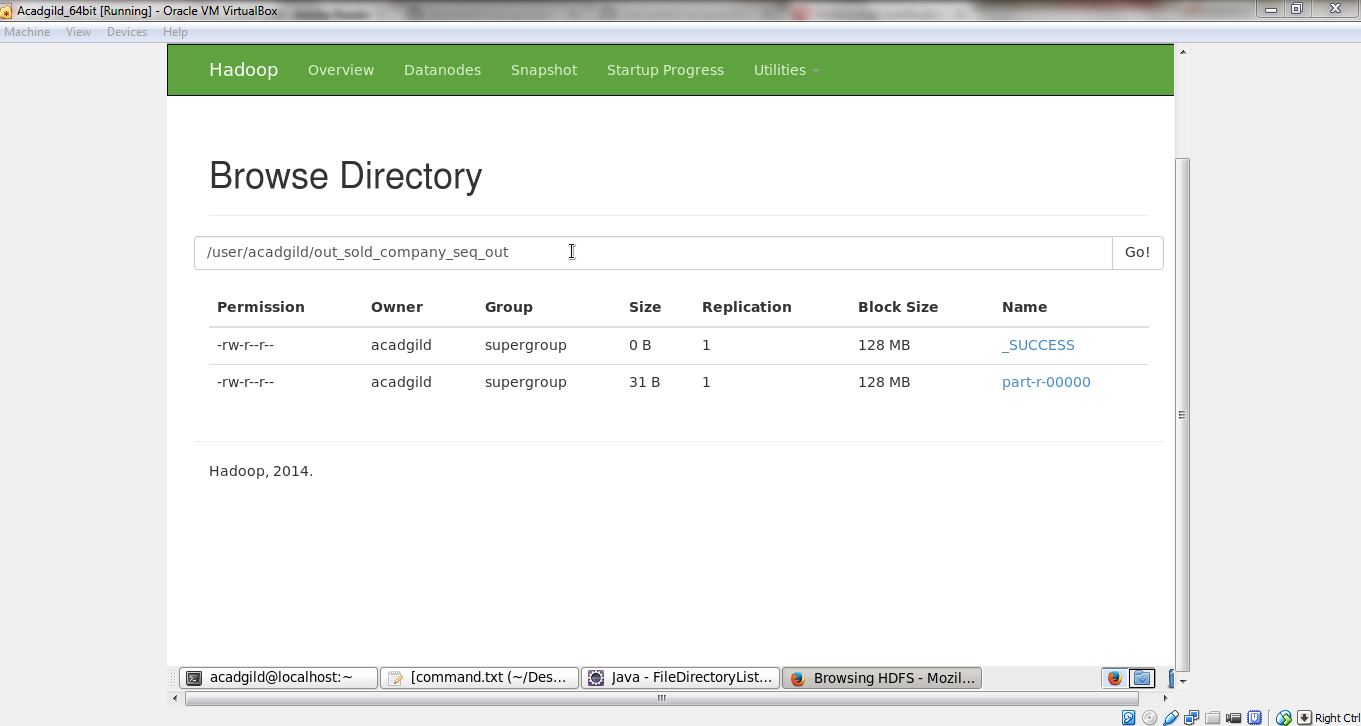 Acadgild_64bit [Running] - Oracle VM VirtualBox
Machine View Devices Help
Hadoop Overview Datanodes Snapshot Startup Progress Utilities
Browse Directory
/user/acadgild/out_sold_company_seq_out Go!
Permission Owner Group Size Replication Block Size Name
-rw-r--r-- acadgild supergroup 0 B 1 128 MB _SUCCESS
-rw-r--r-- acadgild supergroup 31 B 1 128 MB part-r-00000
Hadoop, 2014.
acadgild@localhost:~ [command.txt (~/Des... Java - FileDirectoryList... Browsing HDFS - Mozil...
Right Ctrl